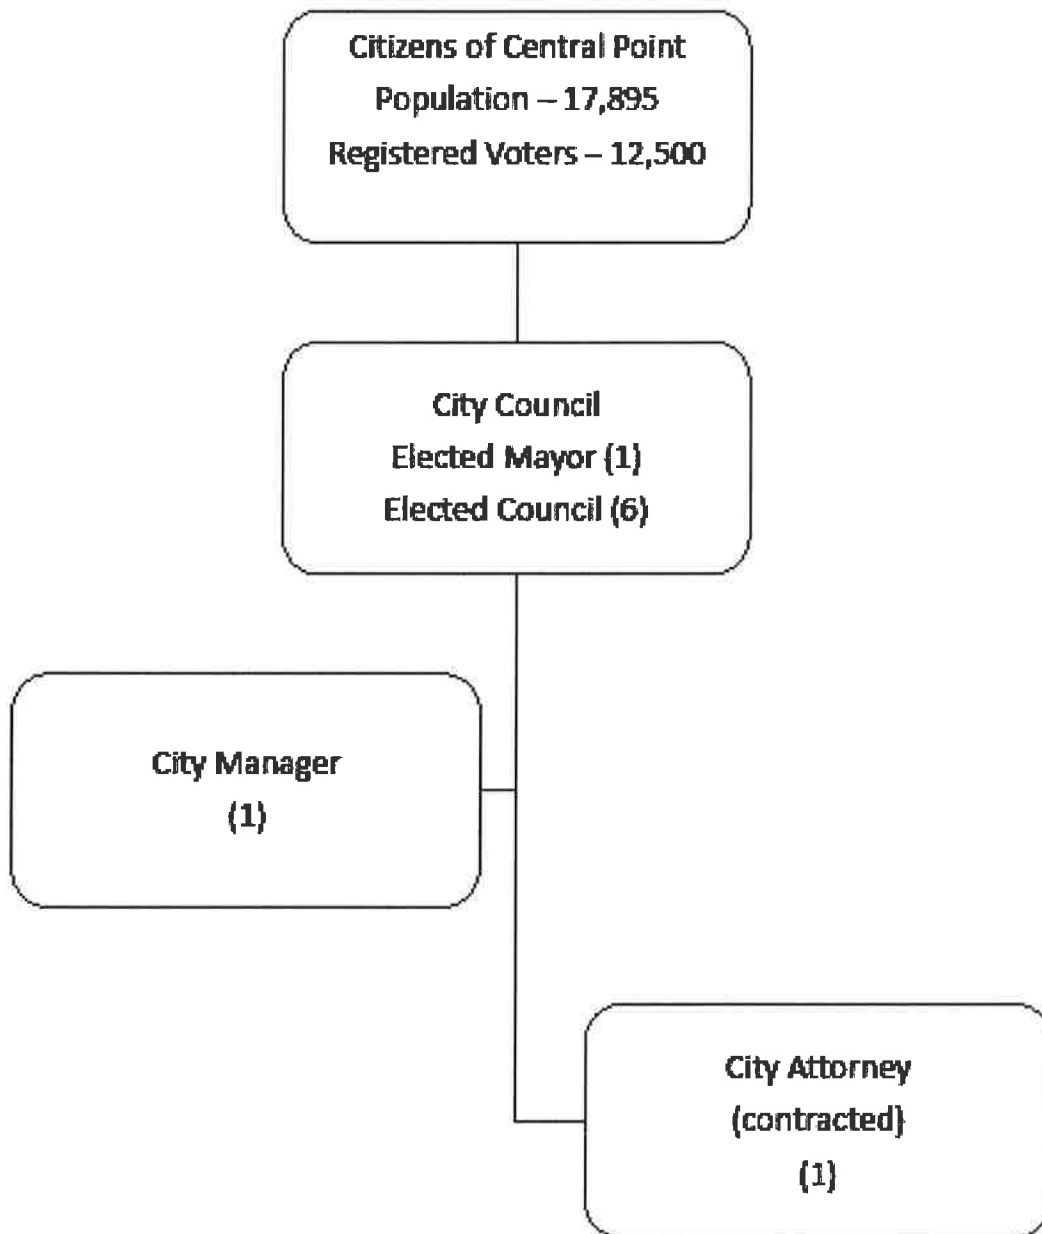 Citizens of Central Point
Population – 17,895
Registered Voters – 12,500
City Council
Elected Mayor (1)
Elected Council (6)
City Manager
(1)
City Attorney
(contracted)
(1)